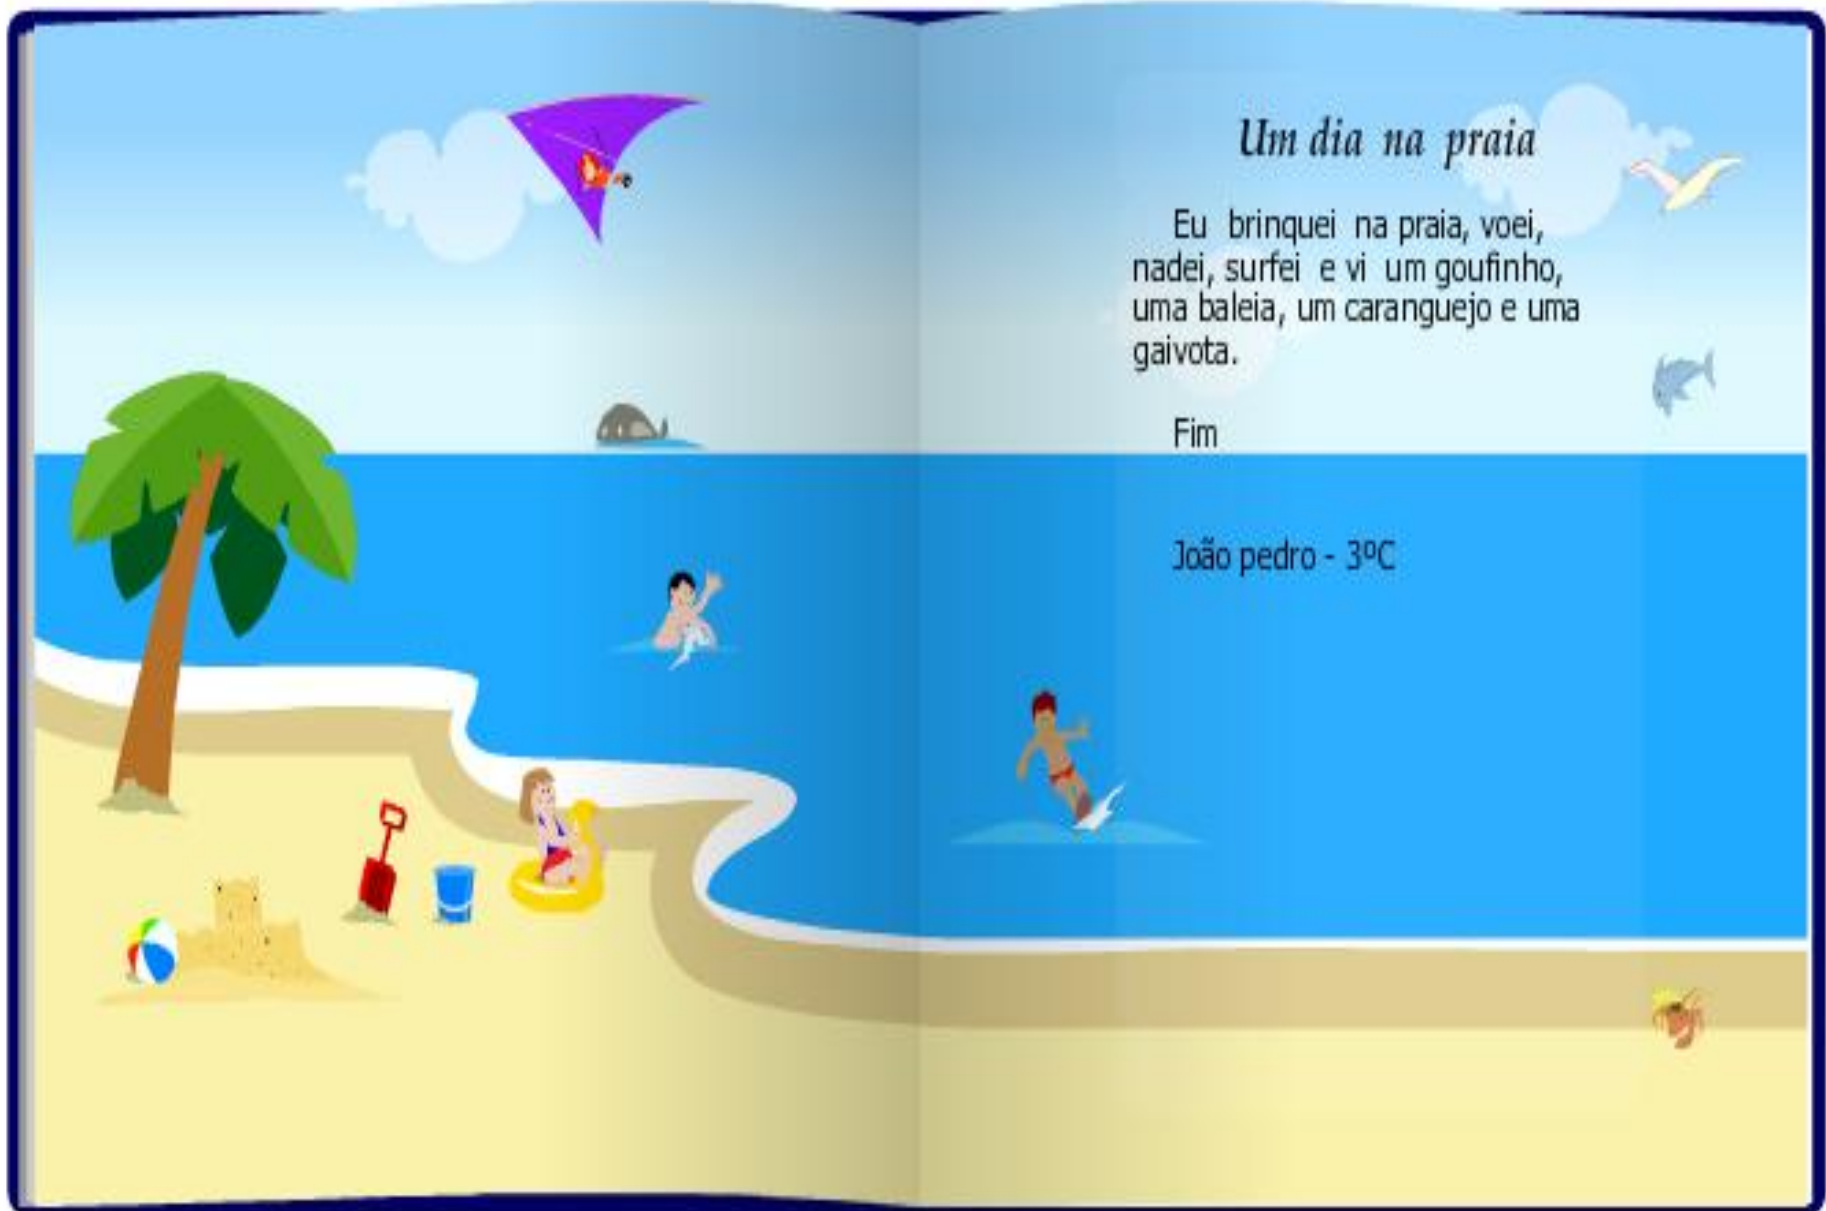 Um dia na praia
Eu brinquei na praia, voei,
nadei, surfei e vi um goufinho,
uma baleia, um caranguejo e uma
gaivota.
Fim
João pedro - 3ºC